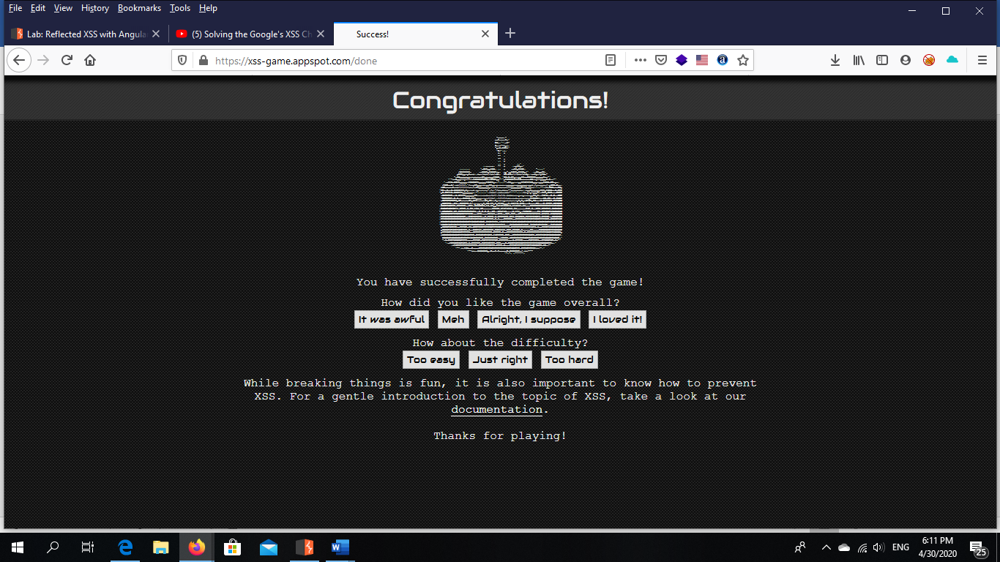 File Edit View History Bookmarks Tools Help
Lab: Reflected XSS with Angula
(5) Solving the Google's XSS Ch
Success!
https://xss-game.appspot.com/done
Congratulations!
You have successfully completed the game!
How did you like the game overall?
It was awful Meh Alright, I suppose I loved it!
How about the difficulty?
Too easy Just right Too hard
While breaking things is fun, it is also important to know how to prevent
XSS. For a gentle introduction to the topic of XSS, take a look at our
documentation.
Thanks for playing!
ENG
6:11 PM
4/30/2020
25